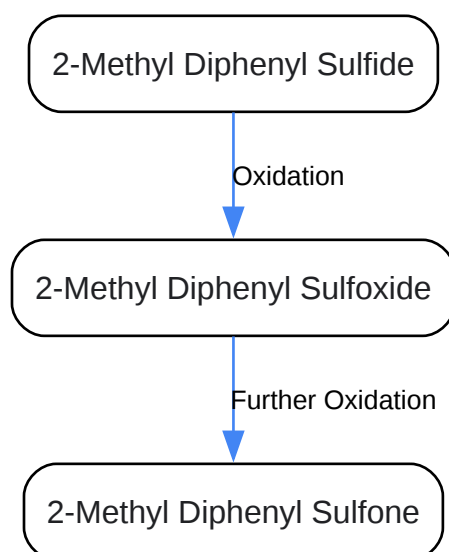 2-Methyl Diphenyl Sulfide
Oxidation
2-Methyl Diphenyl Sulfoxide
Further Oxidation
2-Methyl Diphenyl Sulfone